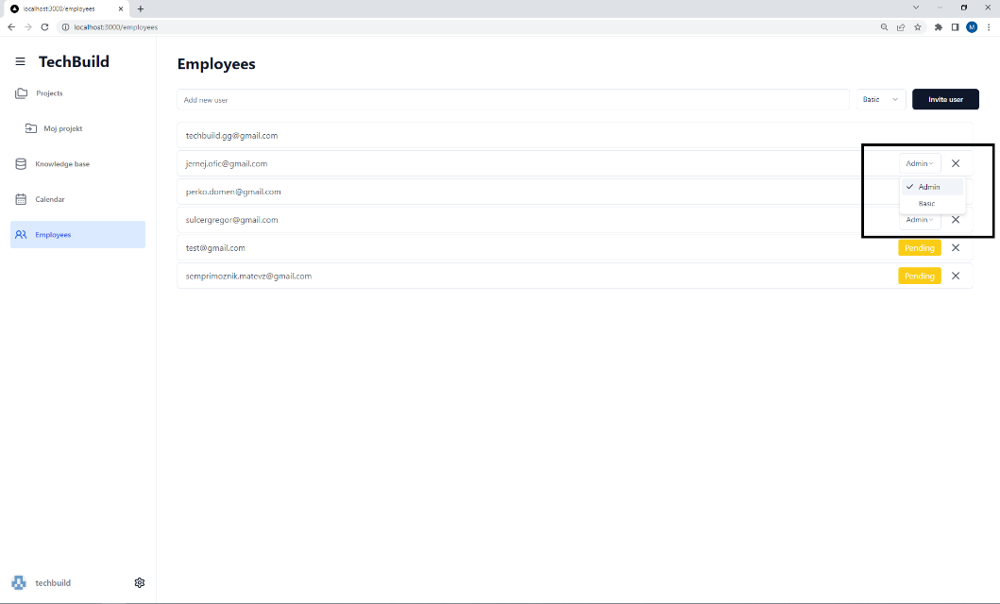 localhost:3000/employees
localhost:3000/employees
M
TechBuild
Projects
Moj projekt
Knowledge base
Calendar
Employees
techbuild
Employees
Add new user
Basic
Invite user
techbuild.gg@gmail.com
jernej.ofic@gmail.com
Admin
perko.domen@gmail.com
Admin
Basic
sulcergregor@gmail.com
Admin
test@gmail.com
Pending
semprimoznik.matevz@gmail.com
Pending